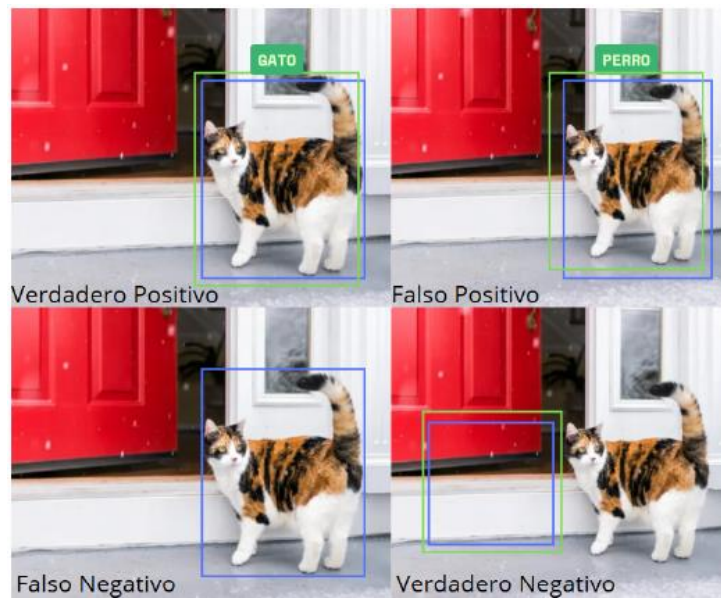 GATO
PERRO
Verdadero Positivo
Falso Positivo
Falso Negativo
Verdadero Negativo